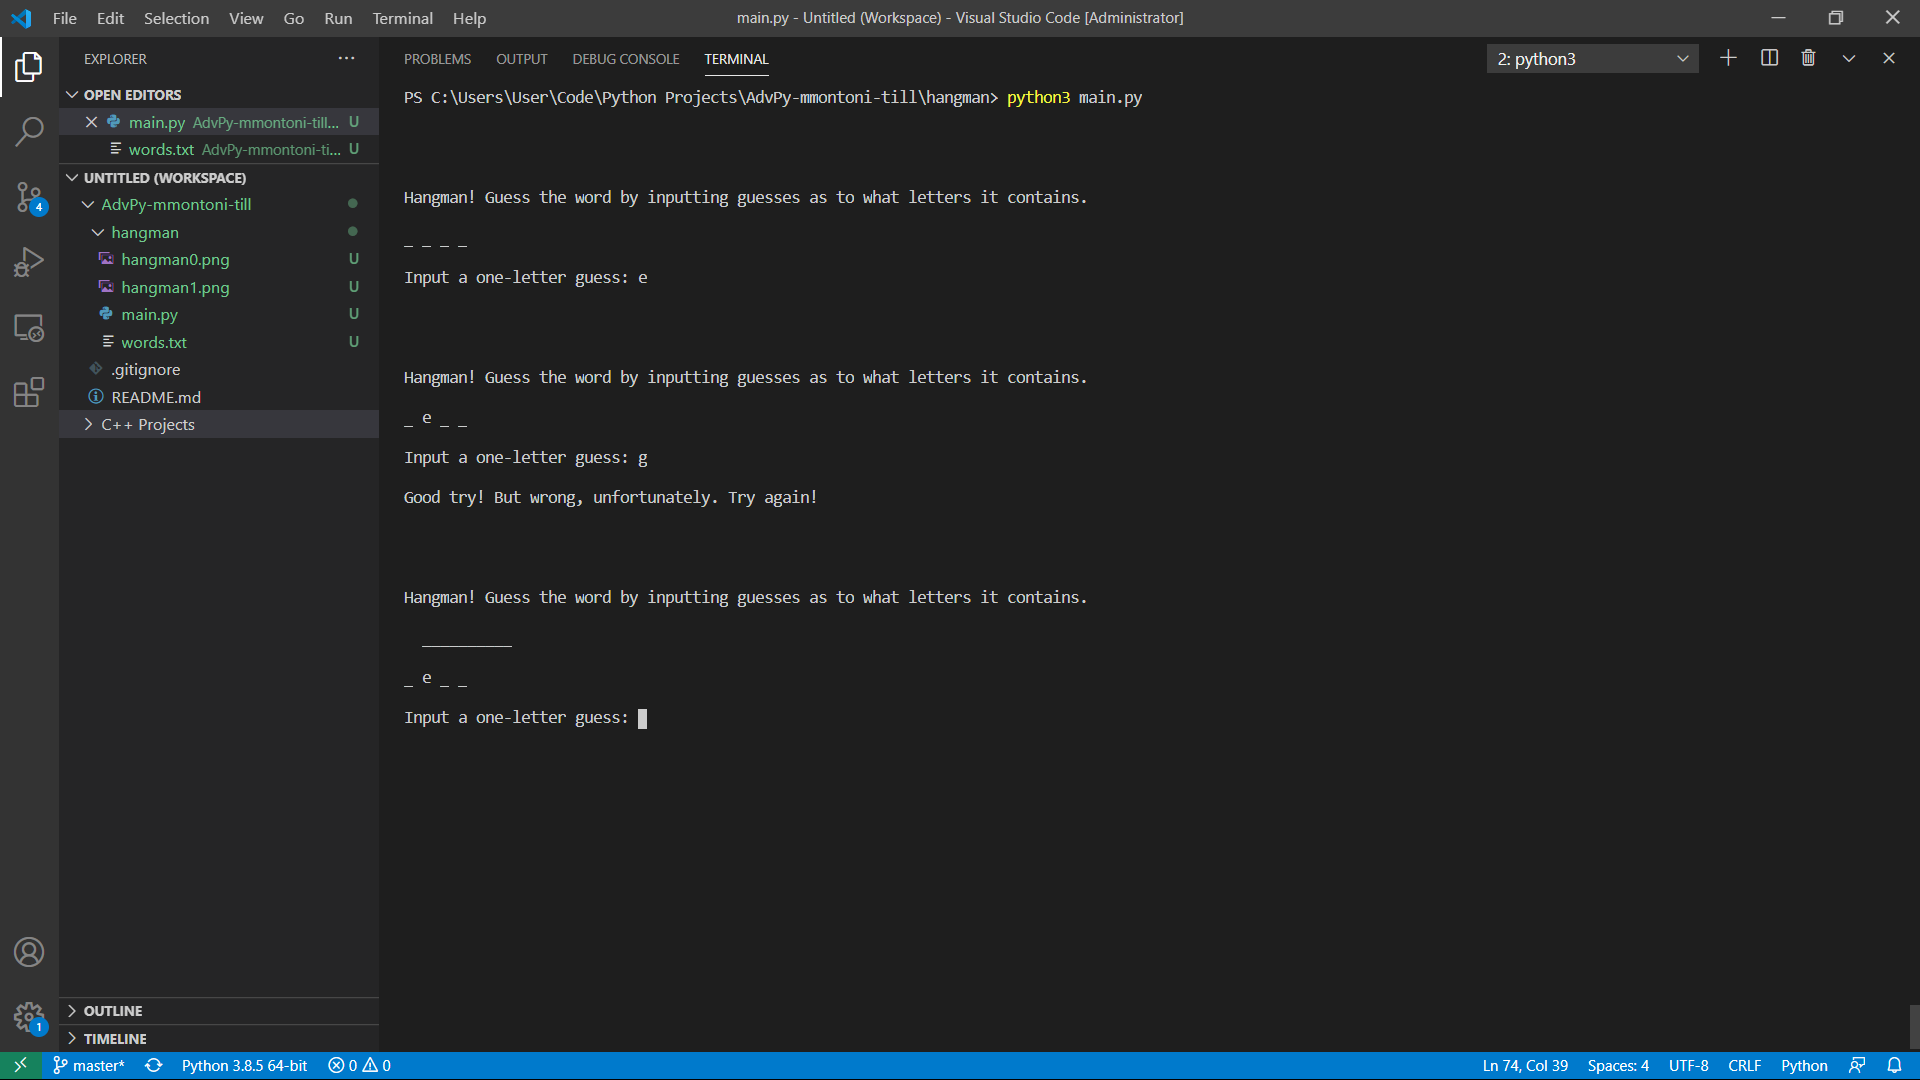 File Edit Selection View Go Run Terminal Help
main.py - Untitled (Workspace) - Visual Studio Code [Administrator]
EXPLORER
OPEN EDITORS
main.py AdvPy-mmontoni-till... U
words.txt AdvPy-mmontoni-ti... U
UNTITLED (WORKSPACE)
AdvPy-mmontoni-till
hangman
hangman0.png U
hangman1.png U
main.py U
words.txt U
.gitignore
README.md
C++ Projects
OUTLINE
TIMELINE
4
1
PROBLEMS OUTPUT DEBUG CONSOLE TERMINAL
2: python3
PS C:\Users\User\Code\Python Projects\AdvPy-mmontoni-till\hangman> python3 main.py
Hangman! Guess the word by inputting guesses as to what letters it contains.
_ _ _ _
Input a one-letter guess: e
Hangman! Guess the word by inputting guesses as to what letters it contains.
_ e _ _
Input a one-letter guess: g
Good try! But wrong, unfortunately. Try again!
Hangman! Guess the word by inputting guesses as to what letters it contains.
__________
_ e _ _
Input a one-letter guess:
master* Python 3.8.5 64-bit 0 0
Ln 74, Col 39 Spaces: 4 UTF-8 CRLF Python